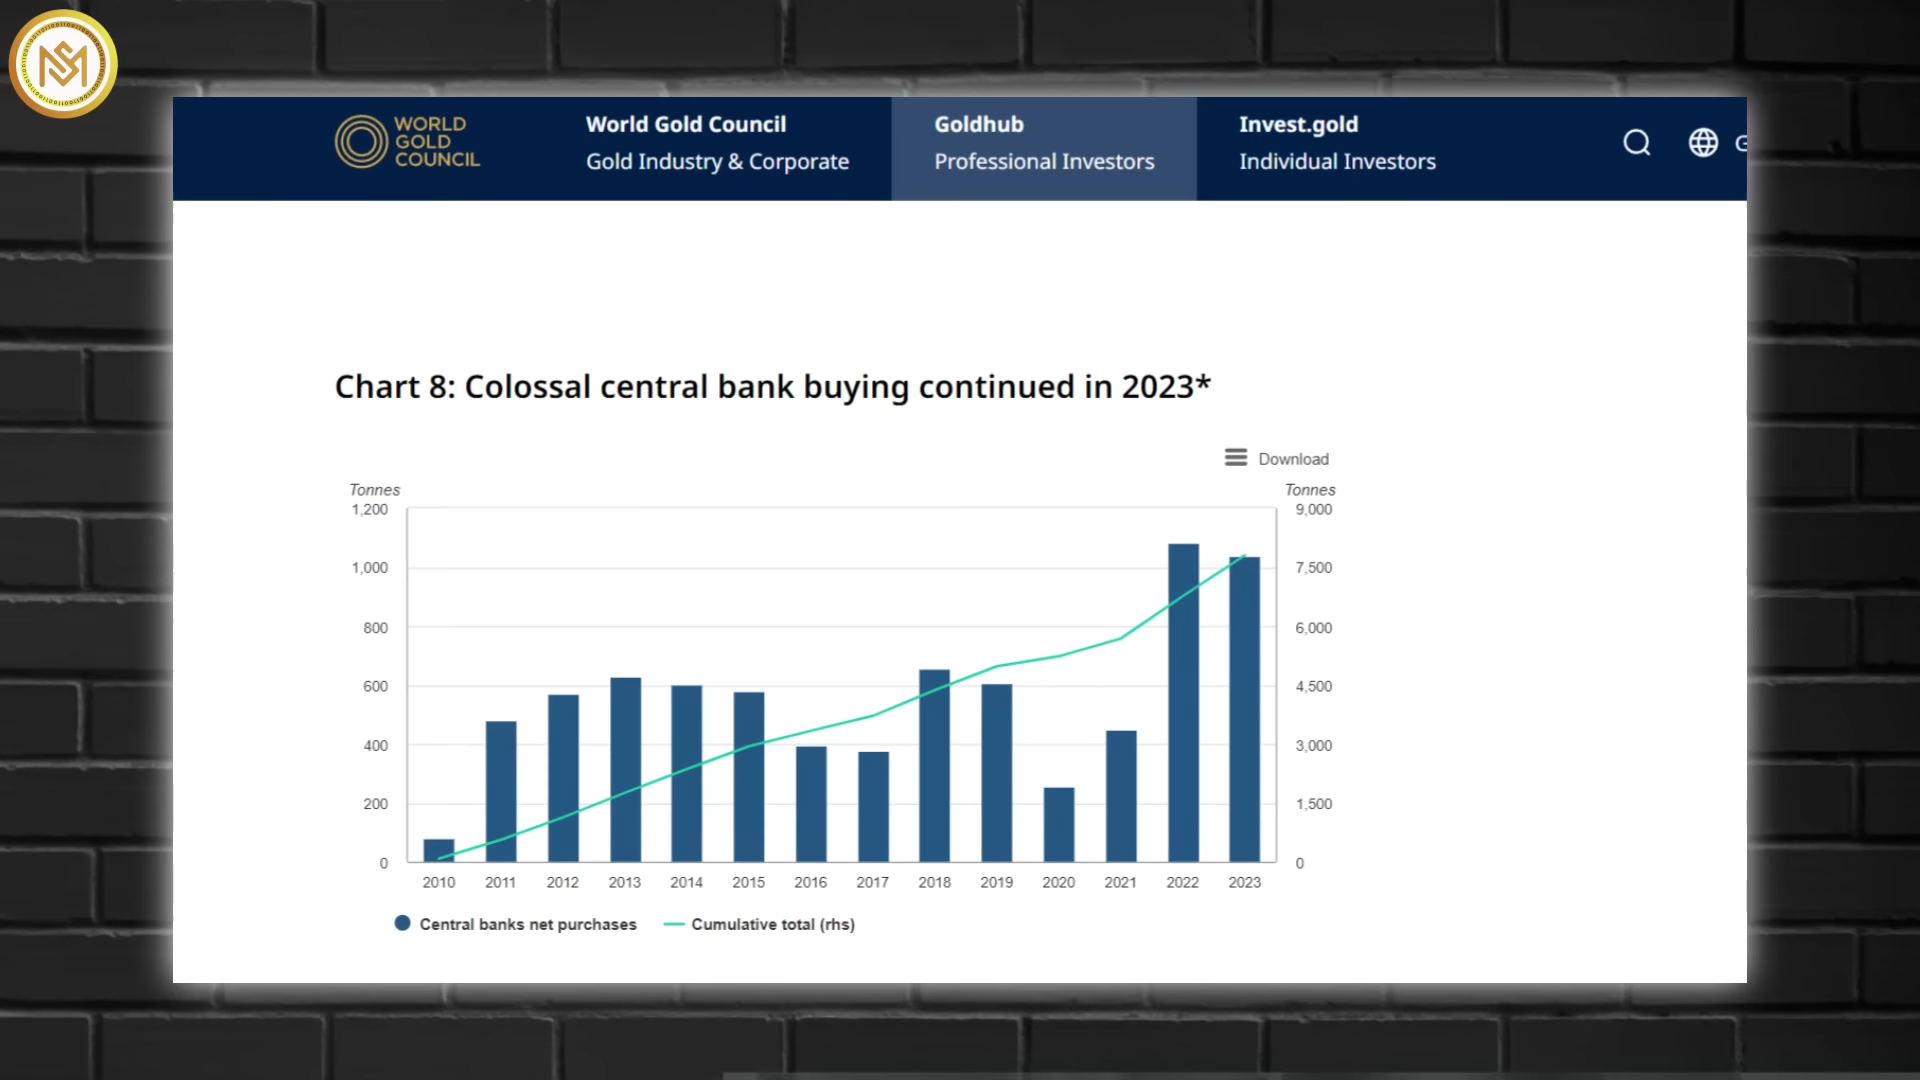 WORLD
GOLD
COUNCIL
World Gold Council
Gold Industry & Corporate
Goldhub
Professional Investors
Invest.gold
Individual Investors
Chart 8: Colossal central bank buying continued in 2023*
Download
Tonnes
Tonnes
1,200
9,000
1,000
7,500
800
6,000
600
4,500
400
3,000
200
1,500
0
0
2010 2011 2012 2013 2014 2015 2016 2017 2018 2019 2020 2021 2022 2023
Central banks net purchases
Cumulative total (rhs)